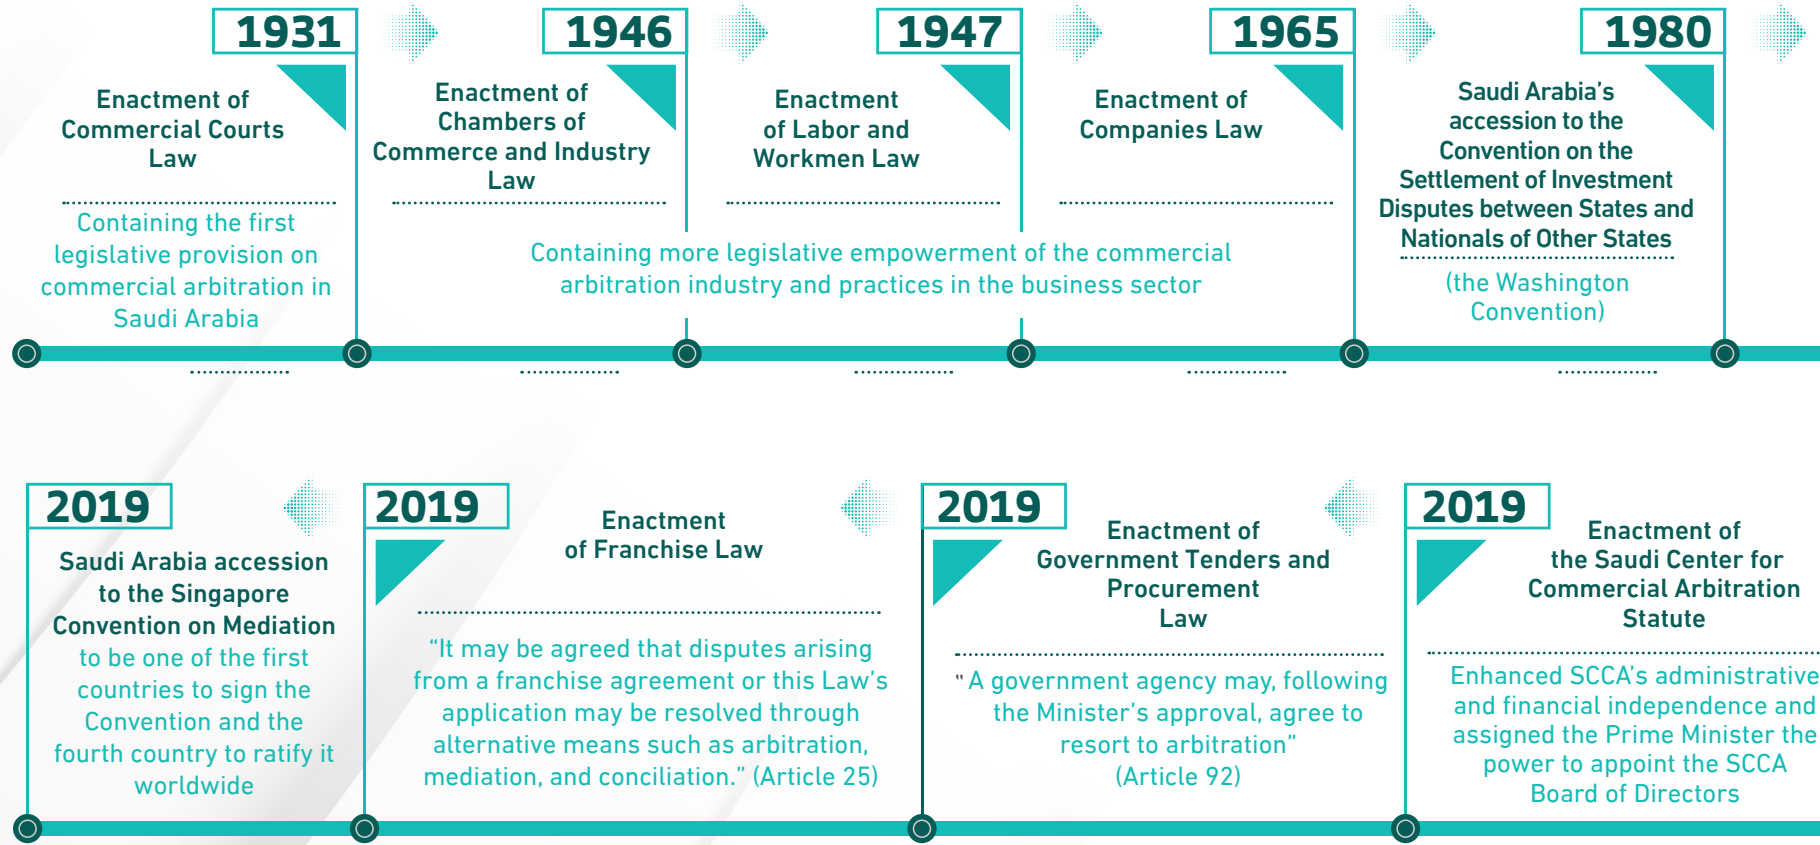 1931
Enactment of
Commercial Courts
Law
Containing the first
legislative provision on
commercial arbitration in
Saudi Arabia
1946
Enactment of
Chambers of
Commerce and Industry
Law
1947
Enactment
of Labor and
Workmen Law
1965
Enactment of
Companies Law
Containing more legislative empowerment of the commercial
arbitration industry and practices in the business sector
1980
Saudi Arabia’s
accession to the
Convention on the
Settlement of Investment
Disputes between States and
Nationals of Other States
(the Washington
Convention)
2019
Saudi Arabia accession
to the Singapore
Convention on Mediation
to be one of the first
countries to sign the
Convention and the
fourth country to ratify it
worldwide
2019
Enactment
of Franchise Law
“It may be agreed that disputes arising
from a franchise agreement or this Law’s
application may be resolved through
alternative means such as arbitration,
mediation, and conciliation.” (Article 25)
2019
Enactment of
Government Tenders and
Procurement
Law
“ A government agency may, following
the Minister’s approval, agree to
resort to arbitration”
(Article 92)
2019
Enactment of
the Saudi Center for
Commercial Arbitration
Statute
Enhanced SCCA’s administrative
and financial independence and
assigned the Prime Minister the
power to appoint the SCCA
Board of Directors